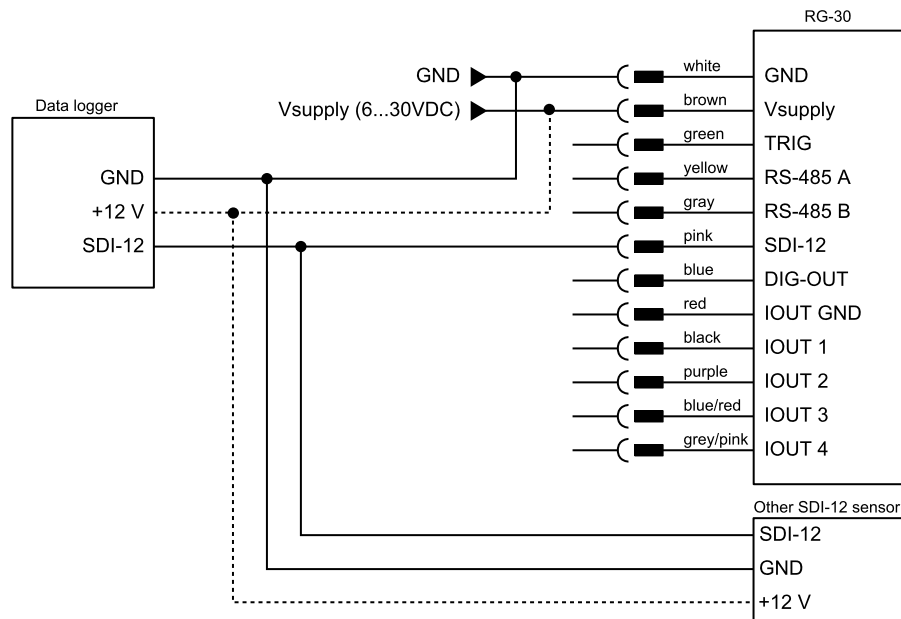 RG-30
GND
white
GND
Vsupply (6...30VDC)
brown
Vsupply
Data logger
green
TRIG
GND
yellow
RS-485 A
+12 V
gray
RS-485 B
SDI-12
pink
SDI-12
blue
DIG-OUT
red
IOUT GND
black
IOUT 1
purple
IOUT 2
blue/red
IOUT 3
grey/pink
IOUT 4
Other SDI-12 sensor
SDI-12
GND
+12 V